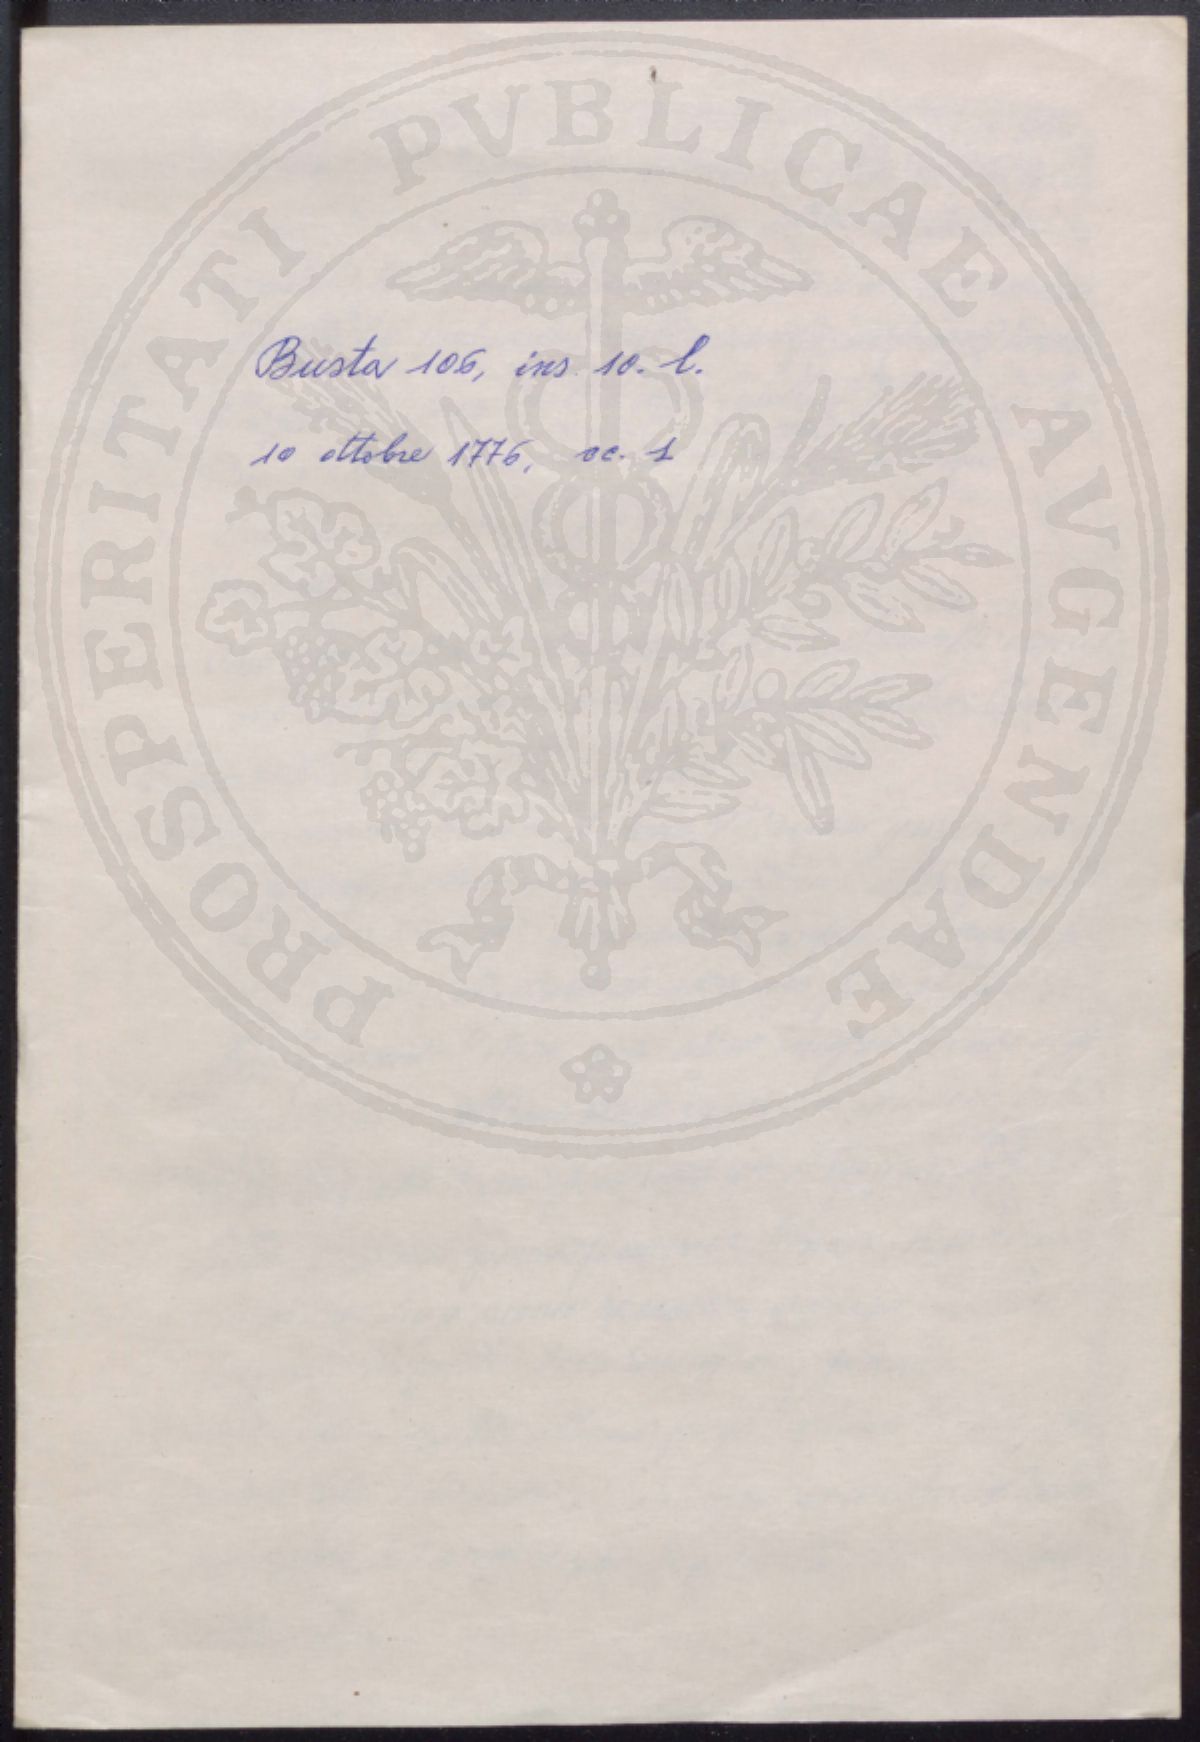 PROSPERITATI PVBLICAE AVGENDAE
Busta 106, ins. 10. l.
10 ottobre 1776, cc. 1